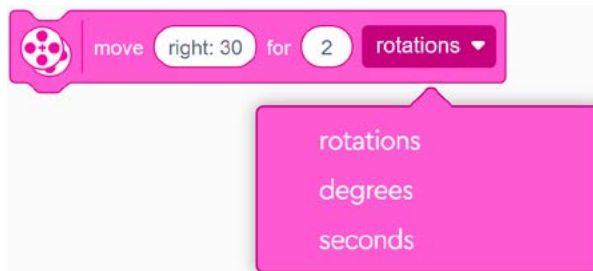 move right: 30 for 2 rotations
rotations
degrees
seconds